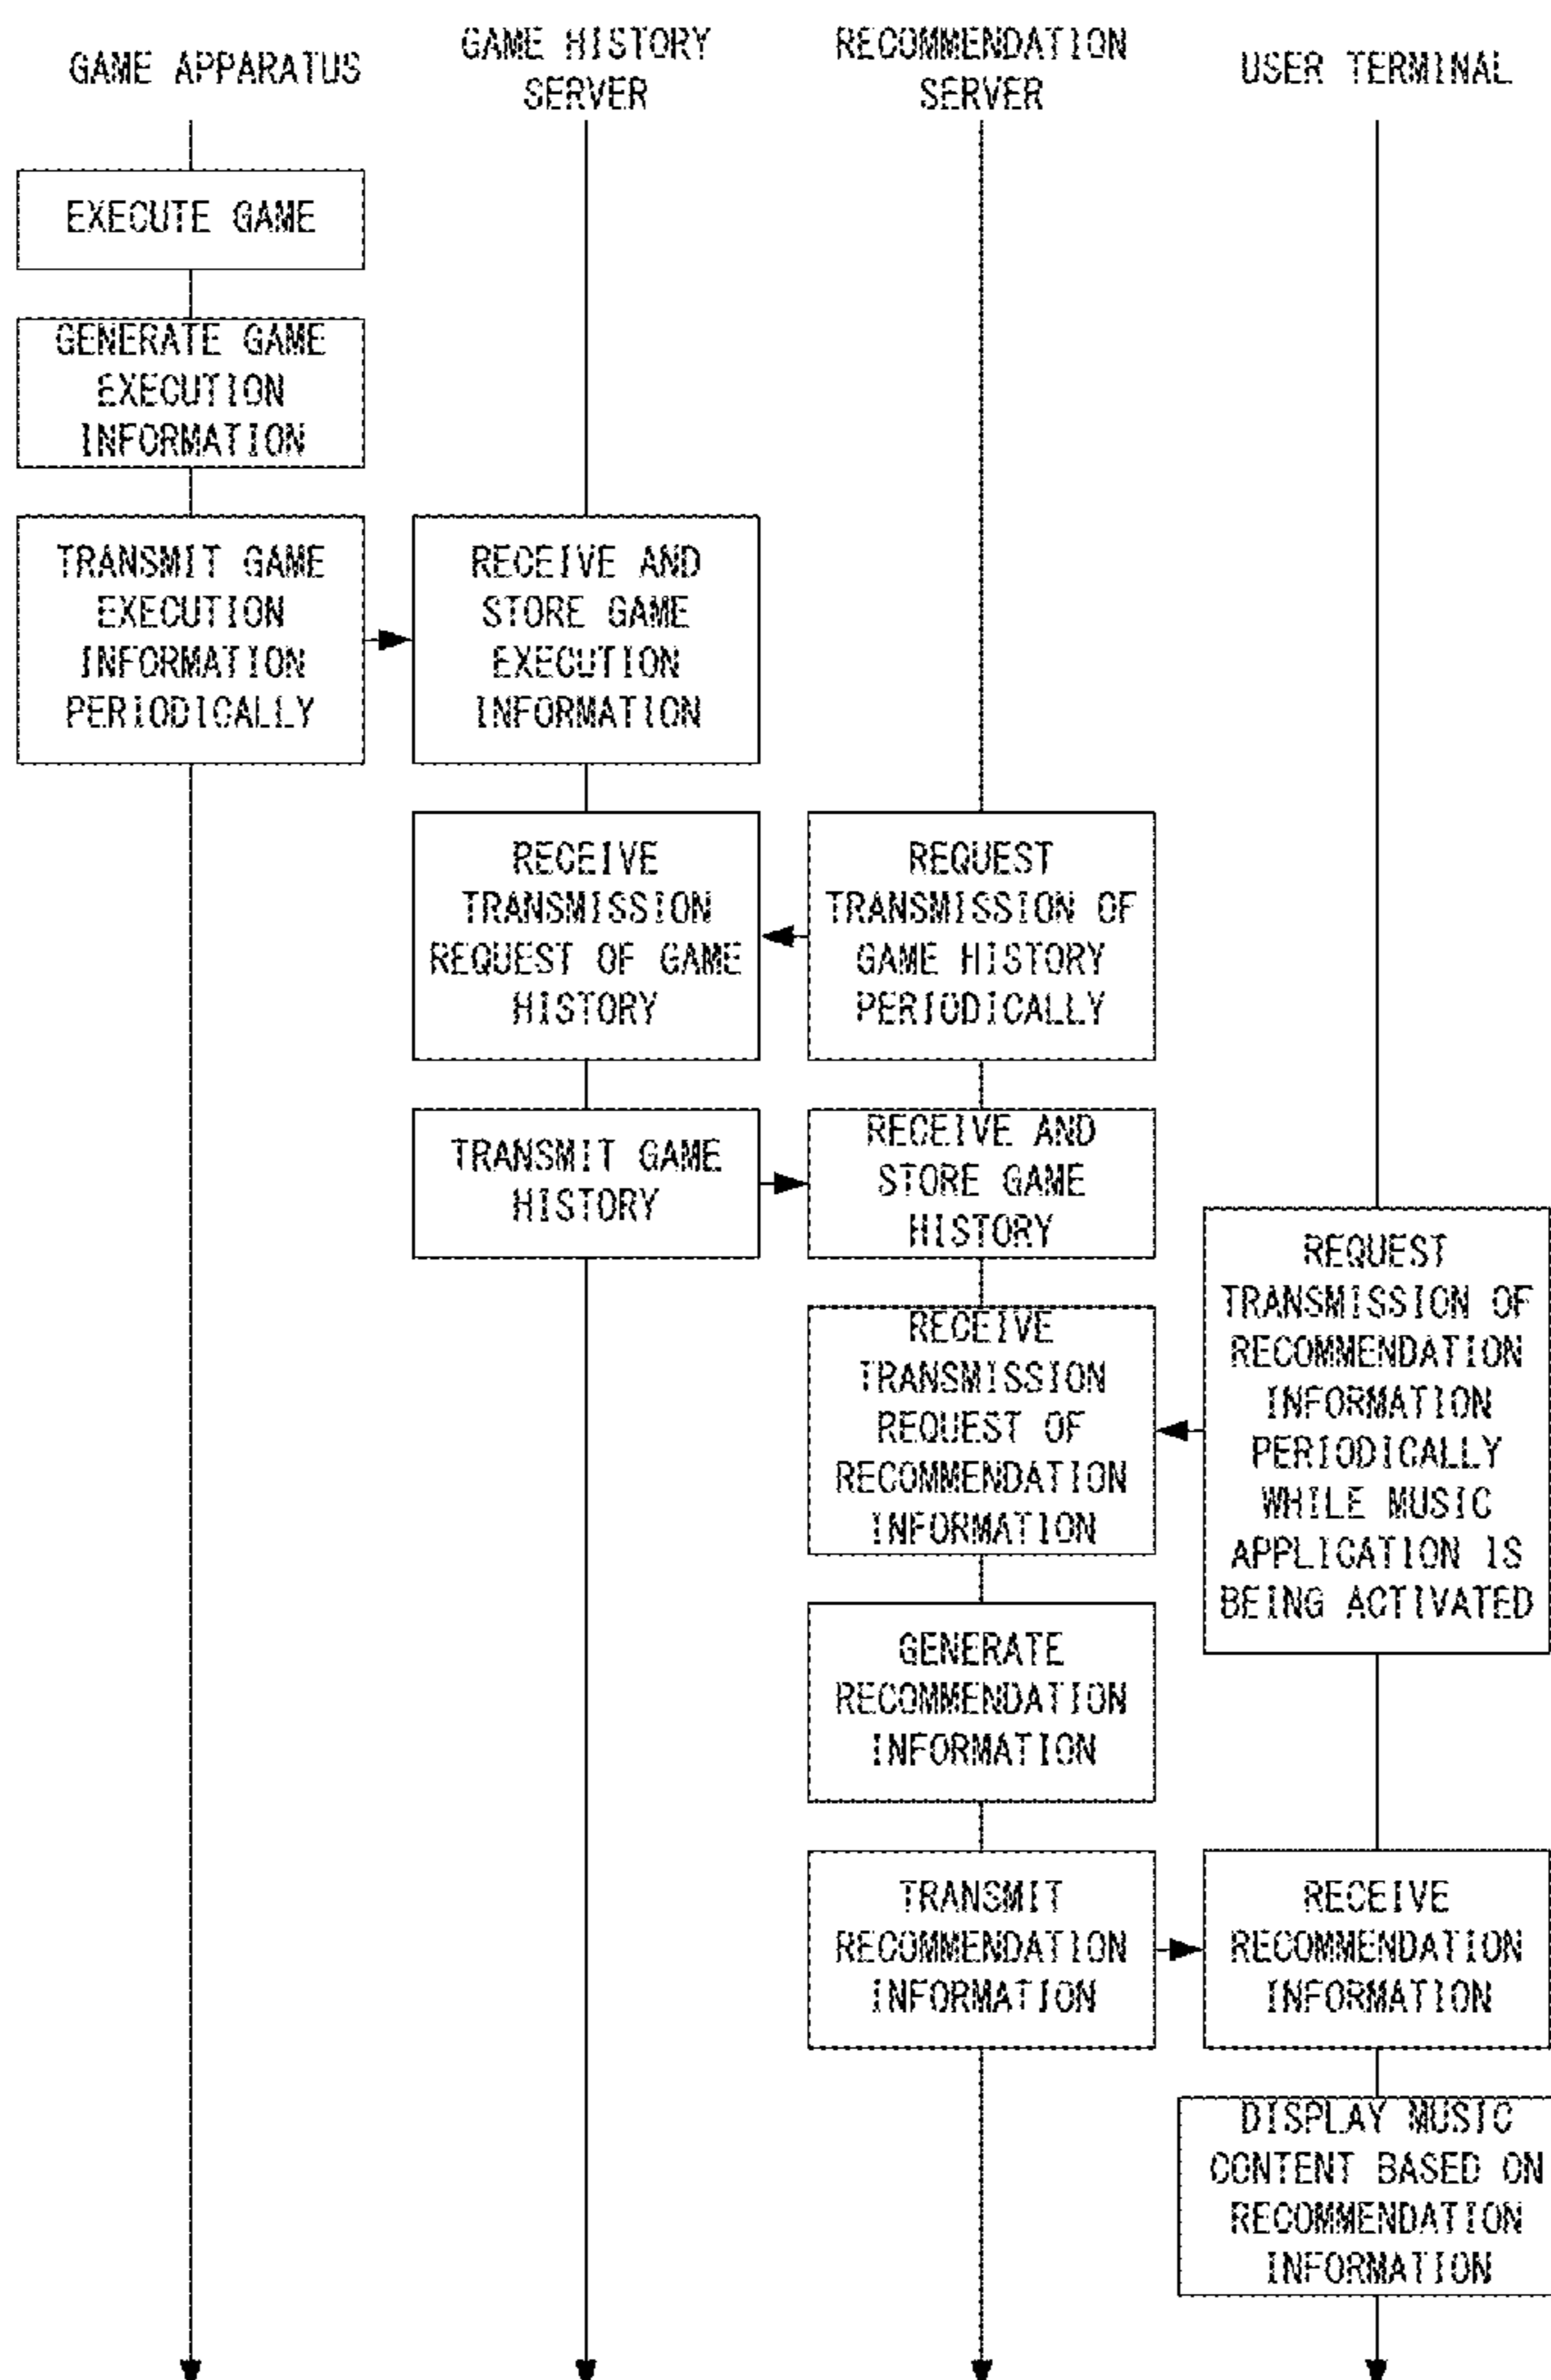 GAME APPARATUS
GAME HISTORY
SERVER
RECOMMENDATION
SERVER
USER TERMINAL
EXECUTE GAME
GENERATE GAME
EXECUTION
INFORMATION
TRANSMIT GAME
EXECUTION
INFORMATION
PERIODICALLY
RECEIVE AND
STORE GAME
EXECUTION
INFORMATION
RECEIVE
TRANSMISSION
REQUEST OF GAME
HISTORY
REQUEST
TRANSMISSION OF
GAME HISTORY
PERIODICALLY
TRANSMIT GAME
HISTORY
RECEIVE AND
STORE GAME
HISTORY
REQUEST
TRANSMISSION OF
RECOMMENDATION
INFORMATION
PERIODICALLY
WHILE MUSIC
APPLICATION IS
BEING ACTIVATED
RECEIVE
TRANSMISSION
REQUEST OF
RECOMMENDATION
INFORMATION
GENERATE
RECOMMENDATION
INFORMATION
TRANSMIT
RECOMMENDATION
INFORMATION
RECEIVE
RECOMMENDATION
INFORMATION
DISPLAY MUSIC
CONTENT BASED ON
RECOMMENDATION
INFORMATION